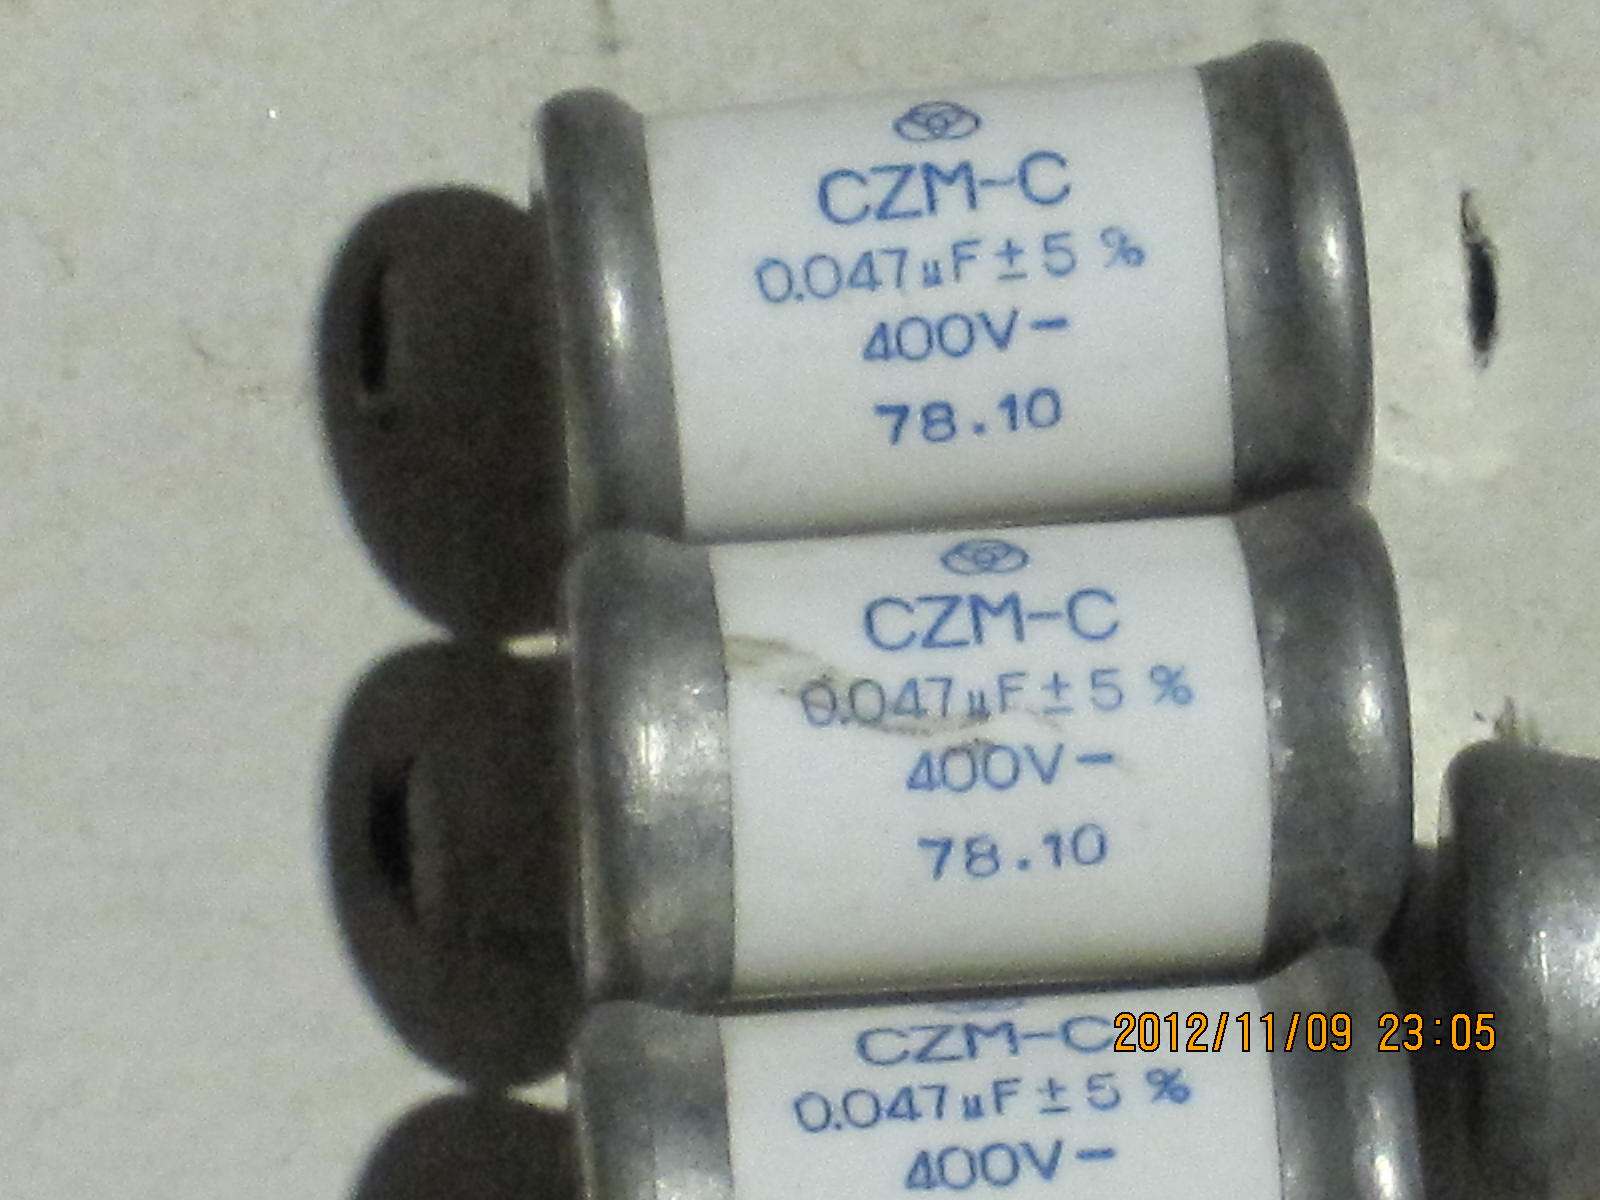 CZM-C
0.047µF ± 5 %
400V-
78.10
CZM-C
0.047µF ± 5 %
400V-
78.10
CZM-C
0.047µF ± 5 %
400V-
2012/11/09 23:05